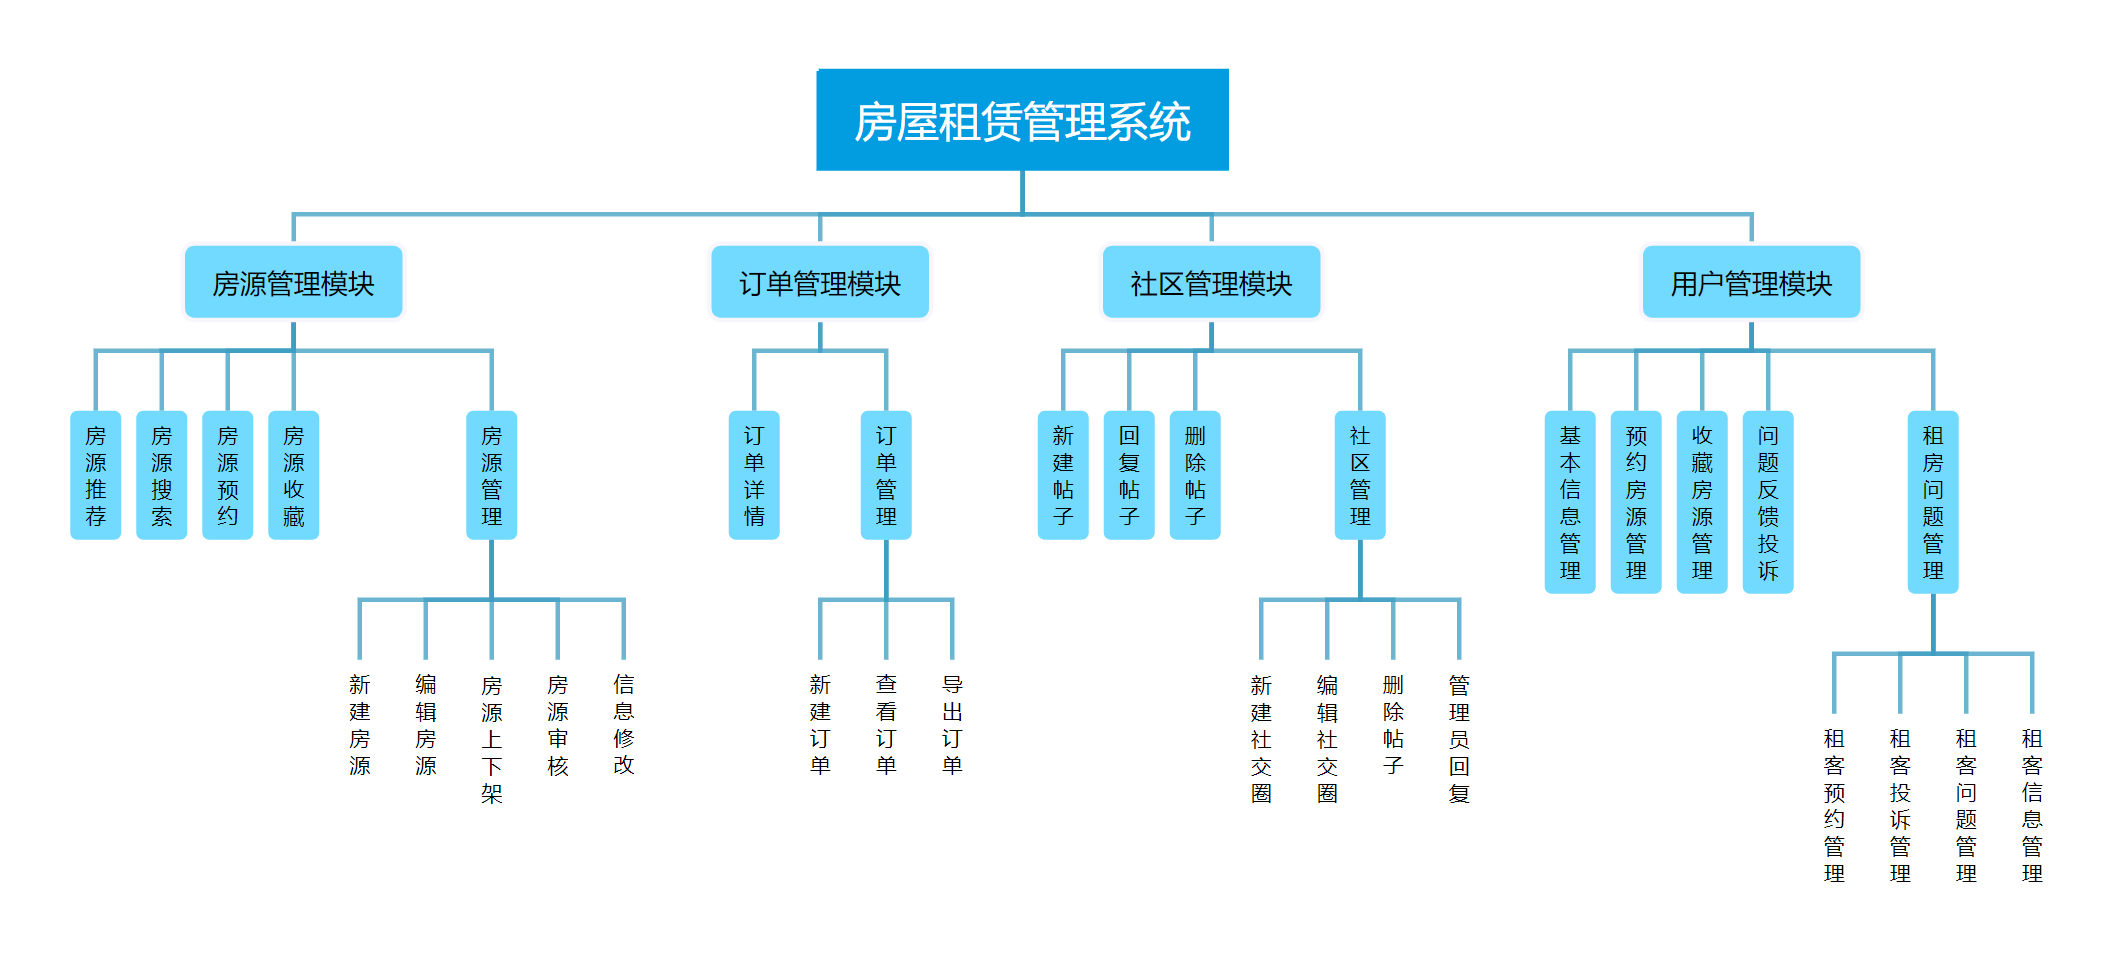 房屋租赁管理系统
房源管理模块
订单管理模块
社区管理模块
用户管理模块
房源推荐
房源搜索
房源预约
房源收藏
房源管理
订单详情
订单管理
新建帖子
回复帖子
删除帖子
社区管理
基本信息管理
预约房源管理
收藏房源管理
问题反馈投诉
租房问题管理
新建房源
编辑房源
房源上下架
房源审核
信息修改
新建订单
查看订单
导出订单
新建社交圈
编辑社交圈
删除帖子
管理员回复
租客预约管理
租客投诉管理
租客问题管理
租客信息管理